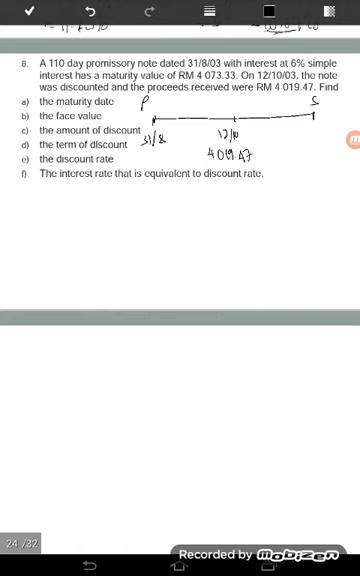 8. A 110 day promissory note dated 31/8/03 with interest at 6% simple
interest has a maturity value of RM 4 073.33. On 12/10/03, the note
was discounted and the proceeds received were RM 4 019.47. Find
a) the maturity date
P
S
b) the face value
c) the amount of discount
31/8
12/10
d) the term of discount
4 019.47
e) the discount rate
f) The interest rate that is equivalent to discount rate.
24 /32
Recorded by Mobizen